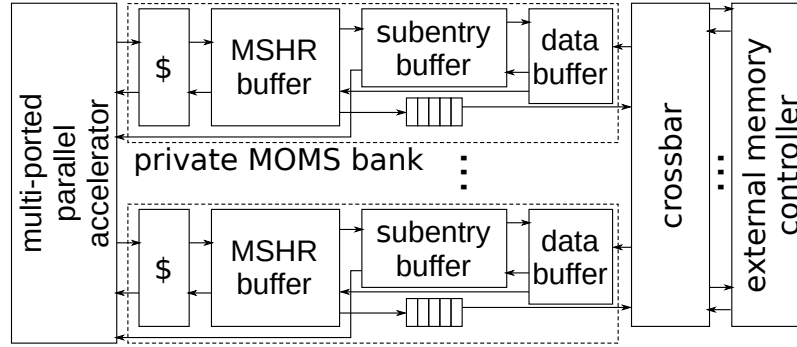 multi-ported
parallel
accelerator
$
MSHR
buffer
subentry
buffer
data
buffer
private MOMS bank
...
$
MSHR
buffer
subentry
buffer
data
buffer
crossbar
...
external memory
controller